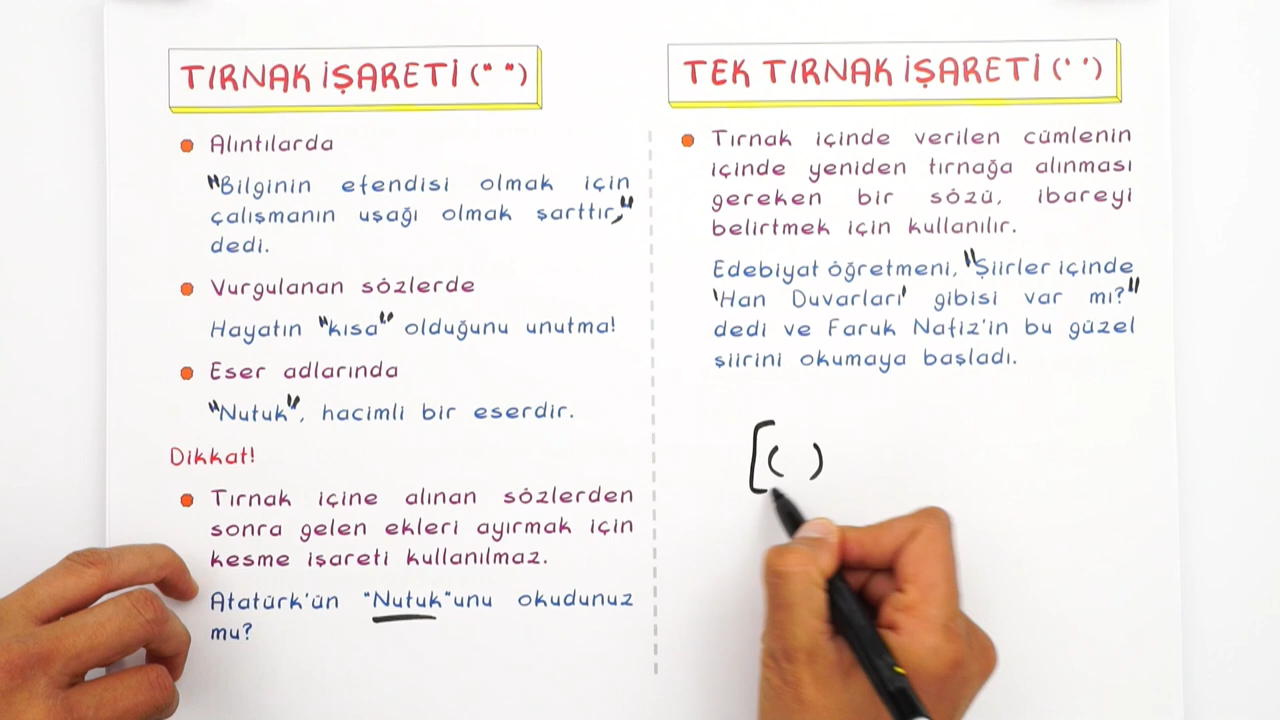 TIRNAK İŞARETİ (" ")
Alıntılarda
"Bilginin efendisi olmak için
çalışmanın uşağı olmak şarttır,"
dedi.
Vurgulanan sözlerde
Hayatın "kısa" olduğunu unutma!
Eser adlarında
"Nutuk", hacimli bir eserdir.
Dikkat!
Tırnak içine alınan sözlerden
sonra gelen ekleri ayırmak için
kesme işareti kullanılmaz.
Atatürk'ün "Nutuk"unu okudunuz
mu?
TEK TIRNAK İŞARETİ (' ')
Tırnak içinde verilen cümlenin
içinde yeniden tırnağa alınması
gereken bir sözü, ibareyi
belirtmek için kullanılır.
Edebiyat öğretmeni, "Şiirler içinde
'Han Duvarları' gibisi var mı?"
dedi ve Faruk Nafiz'in bu güzel
şiirini okumaya başladı.
[( )